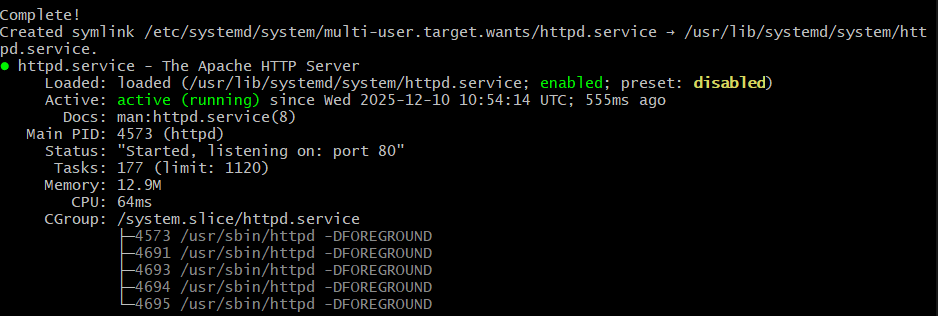 Complete!
Created symlink /etc/systemd/system/multi-user.target.wants/httpd.service → /usr/lib/systemd/system/htt
pd.service.
● httpd.service - The Apache HTTP Server
     Loaded: loaded (/usr/lib/systemd/system/httpd.service; enabled; preset: disabled)
     Active: active (running) since Wed 2025-12-10 10:54:14 UTC; 555ms ago
       Docs: man:httpd.service(8)
   Main PID: 4573 (httpd)
     Status: "Started, listening on: port 80"
      Tasks: 177 (limit: 1120)
     Memory: 12.9M
        CPU: 64ms
     CGroup: /system.slice/httpd.service
             ├─4573 /usr/sbin/httpd -DFOREGROUND
             ├─4691 /usr/sbin/httpd -DFOREGROUND
             ├─4693 /usr/sbin/httpd -DFOREGROUND
             ├─4694 /usr/sbin/httpd -DFOREGROUND
             └─4695 /usr/sbin/httpd -DFOREGROUND